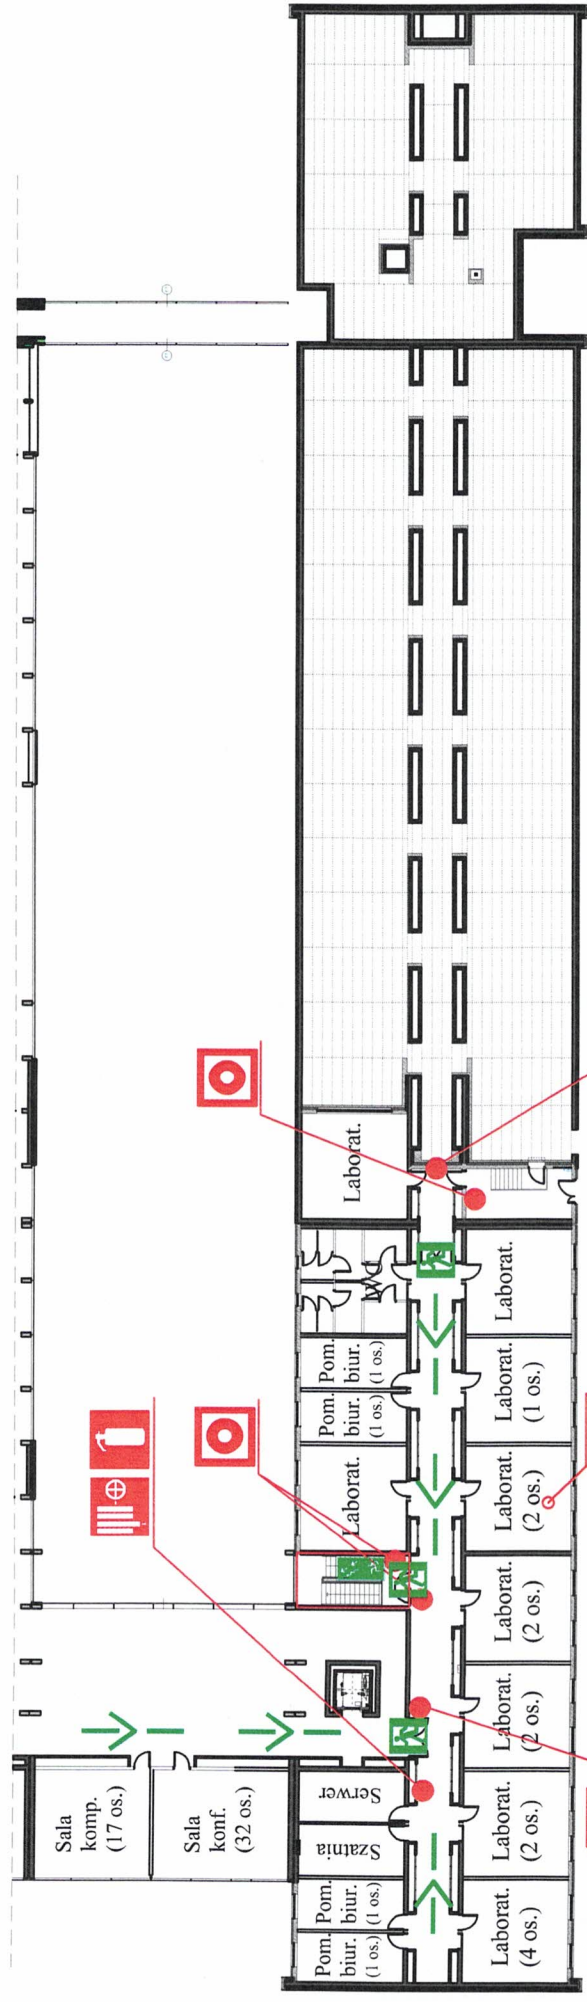 Laborat.
WC
Pom.
biur.
(1 os.)
Pom.
biur.
(1 os.)
Laborat.
Laborat.
Laborat.
(1 os.)
Laborat.
(2 os.)
Laborat.
(2 os.)
Laborat.
(2 os.)
Laborat.
(2 os.)
Laborat.
(4 os.)
Sala
komp.
(17 os.)
Sala
konf.
(32 os.)
Serwer
Szatnia
Pom.
biur.
(1 os.)
Pom.
biur.
(1 os.)